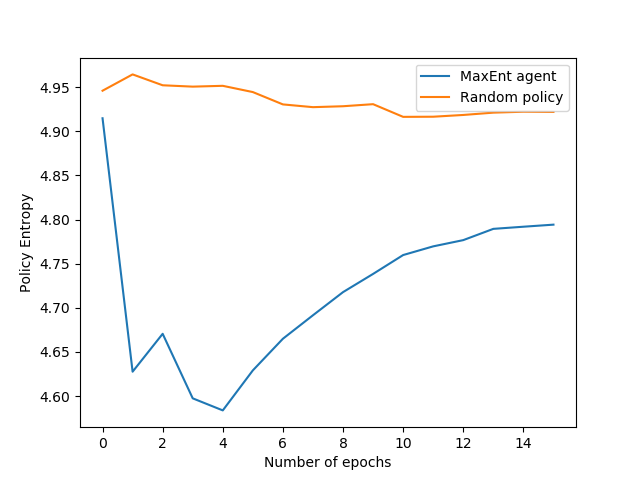 MaxEnt agent
Random policy
4.95
4.90
4.85
4.80
4.75
4.70
4.65
4.60
Policy Entropy
0 2 4 6 8 10 12 14
Number of epochs